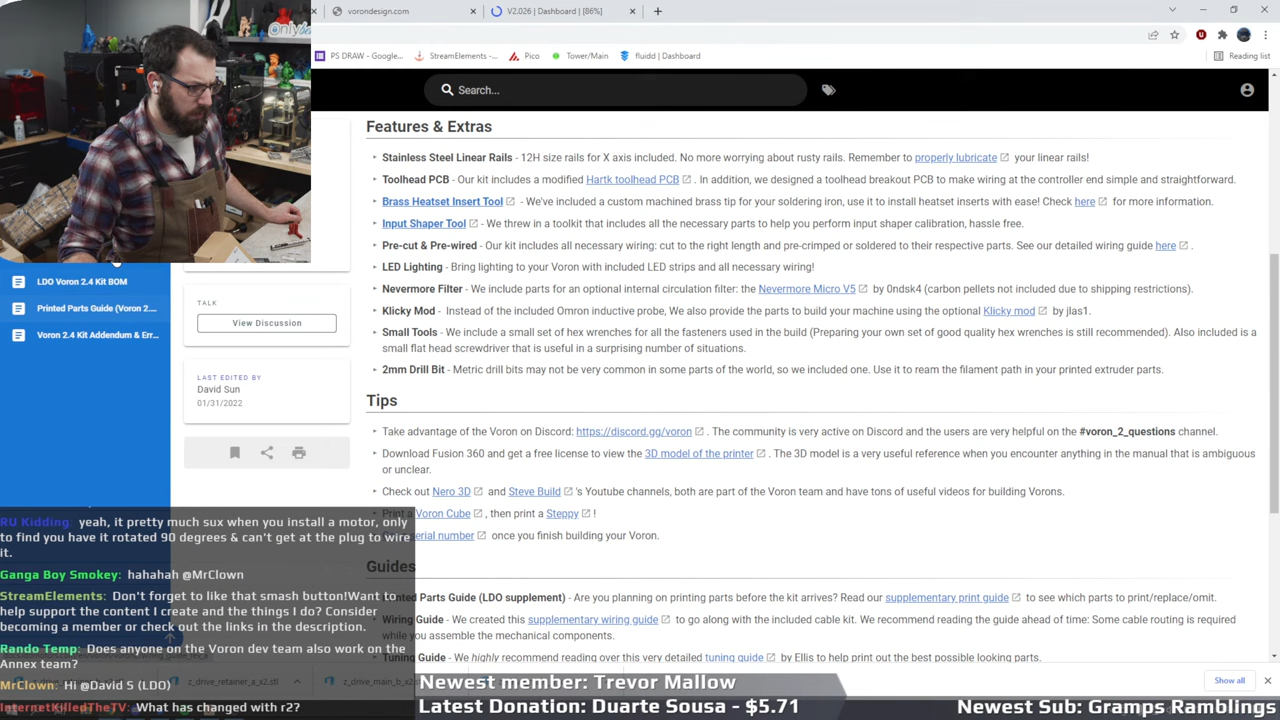 vorondesign.com
V2.026 | Dashboard | [86%]
PS DRAW - Google...
StreamElements -...
Pico
Tower/Main
fluidd | Dashboard
Reading list
Search...
Features & Extras
Stainless Steel Linear Rails - 12H size rails for X axis included. No more worrying about rusty rails. Remember to properly lubricate your linear rails!
Toolhead PCB - Our kit includes a modified Hartk toolhead PCB . In addition, we designed a toolhead breakout PCB to make wiring at the controller end simple and straightforward.
Brass Heatset Insert Tool - We've included a custom machined brass tip for your soldering iron, use it to install heatset inserts with ease! Check here for more information.
Input Shaper Tool - We threw in a toolkit that includes all the necessary parts to help you perform input shaper calibration, hassle free.
Pre-cut & Pre-wired - Our kit includes all necessary wiring: cut to the right length and pre-crimped or soldered to their respective parts. See our detailed wiring guide here .
LED Lighting - Bring lighting to your Voron with included LED strips and all necessary wiring!
Nevermore Filter - We include parts for an optional internal circulation filter: the Nevermore Micro V5 by 0ndsk4 (carbon pellets not included due to shipping restrictions).
Klicky Mod - Instead of the included Omron inductive probe, We also provide the parts to build your machine using the optional Klicky mod by jlas1.
Small Tools - We include a small set of hex wrenches for all the fasteners used in the build (Preparing your own set of good quality hex wrenches is still recommended). Also included is
a small flat head screwdriver that is useful in a surprising number of situations.
2mm Drill Bit - Metric drill bits may not be very common in some parts of the world, so we included one. Use it to ream the filament path in your printed extruder parts.
Tips
Take advantage of the Voron on Discord: https://discord.gg/voron . The community is very active on Discord and the users are very helpful on the #voron_2_questions channel.
Download Fusion 360 and get a free license to view the 3D model of the printer . The 3D model is a very useful reference when you encounter anything in the manual that is ambiguous
or unclear.
Check out Nero 3D and Steve Build 's Youtube channels, both are part of the Voron team and have tons of useful videos for building Vorons.
Print a Voron Cube , then print a Steppy !
serial number once you finish building your Voron.
Guides
Printed Parts Guide (LDO supplement) - Are you planning on printing parts before the kit arrives? Read our supplementary print guide to see which parts to print/replace/omit.
Wiring Guide - We created this supplementary wiring guide to go along with the included cable kit. We recommend reading the guide ahead of time: Some cable routing is required
while you assemble the mechanical components.
Tuning Guide - We highly recommend reading over this very detailed tuning guide by Ellis to help print out the best possible looking parts.
LDO Voron 2.4 Kit BOM
Printed Parts Guide (Voron 2....
Voron 2.4 Kit Addendum & Err...
TALK
View Discussion
LAST EDITED BY
David Sun
01/31/2022
RU Kidding: yeah, it pretty much sux when you install a motor, only
to find you have it rotated 90 degrees & can't get at the plug to wire
it.
Ganga Boy Smokey: hahahah @MrClown
StreamElements: Don't forget to like that smash button!Want to
help support the content I create and the things I do? Consider
becoming a member or check out the links in the description.
Rando Temp: Does anyone on the Voron dev team also work on the
Annex team?
MrClown: Hi @David S (LDO)
InternetKilledTheTV: What has changed with r2?
z_drive_retainer_a_x2.stl
z_drive_main_b_x2.stl
Show all
Newest member: Trevor Mallow
Latest Donation: Duarte Sousa - $5.71
Newest Sub: Gramps Ramblings